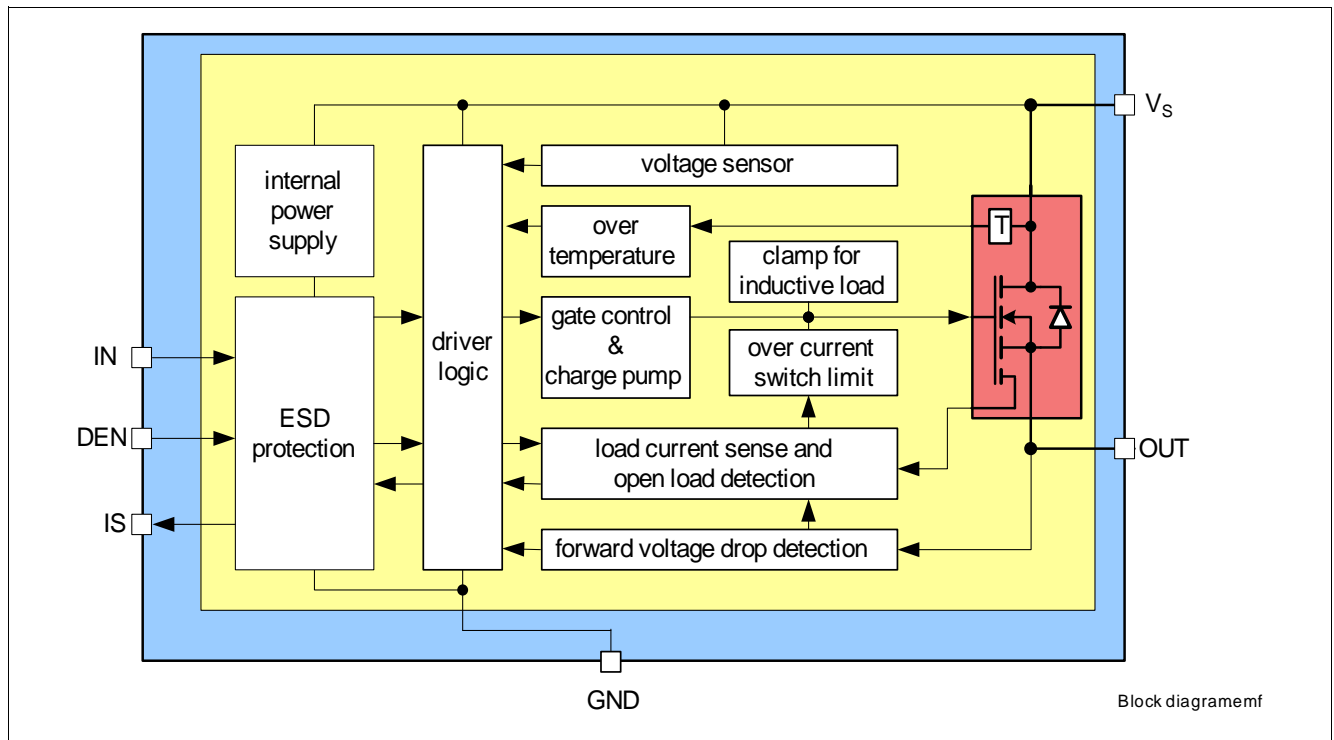 V_S
internal
power
supply
voltage sensor
over
temperature
T
clamp for
inductive load
IN
driver
logic
gate control
&
charge pump
over current
switch limit
DEN
ESD
protection
load current sense and
open load detection
OUT
IS
forward voltage drop detection
GND
Block diagramemf